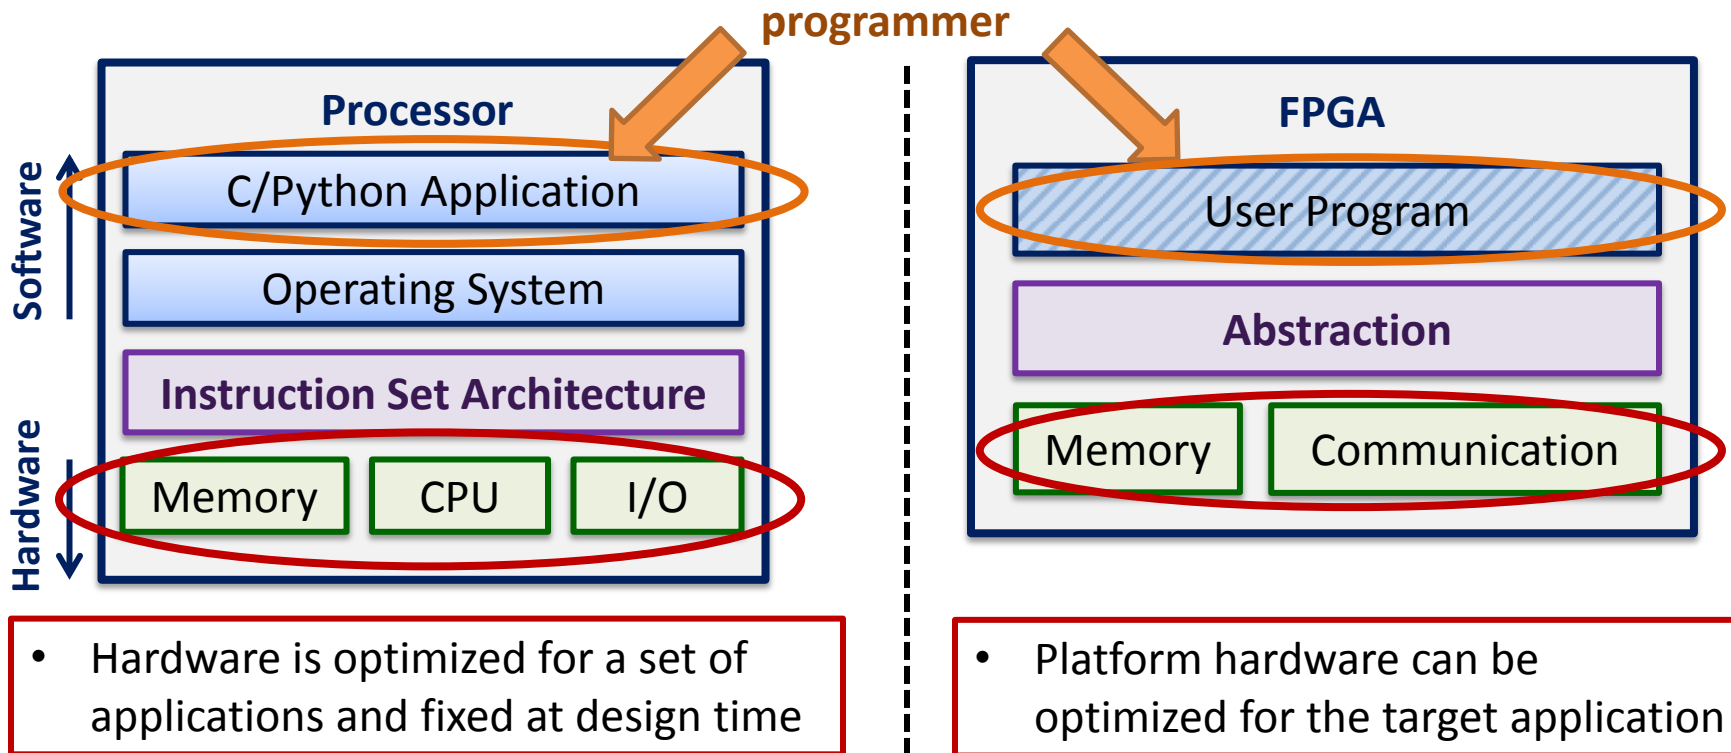 programmer
Processor
Software
C/Python Application
Operating System
Instruction Set Architecture
Hardware
Memory
CPU
I/O
• Hardware is optimized for a set of
applications and fixed at design time
FPGA
User Program
Abstraction
Memory
Communication
• Platform hardware can be
optimized for the target application